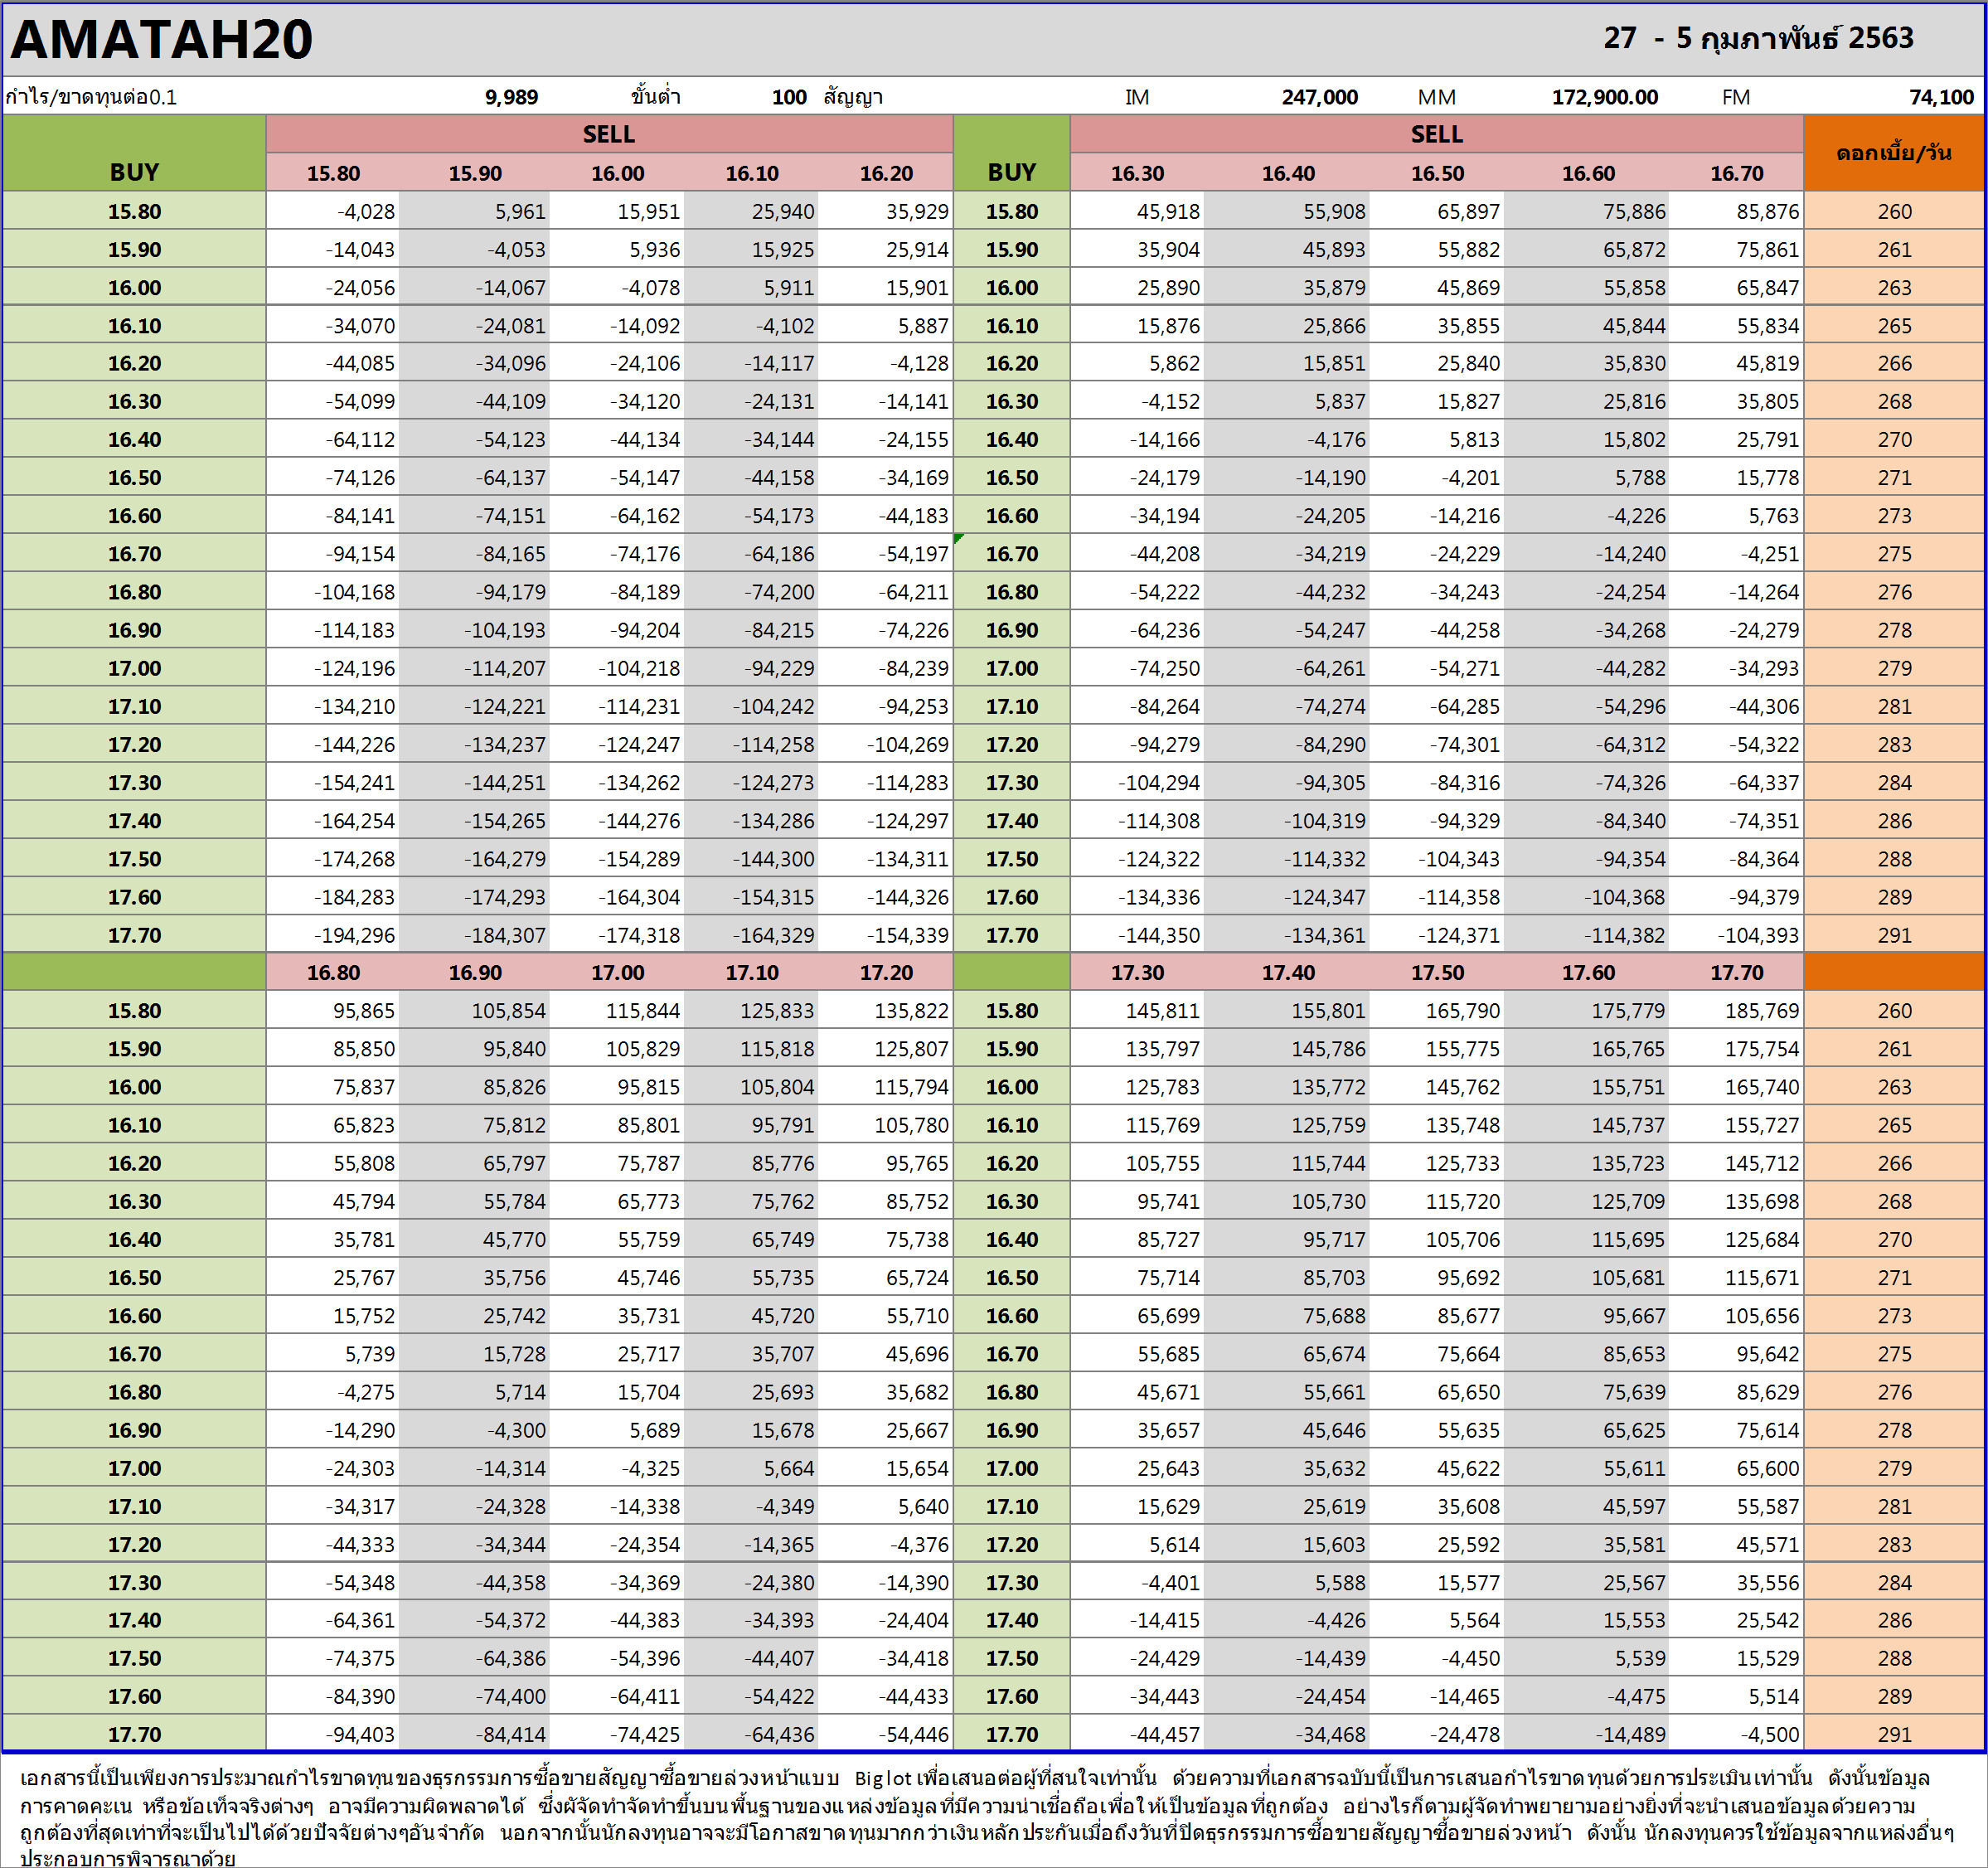 AMATAH20 27 - 5 กุมภาพันธ์ 2563
กำไร/ขาดทุนต่อ0.1 9,989 ขั้นต่ำ 100 สัญญา IM 247,000 MM 172,900.00 FM 74,100
BUY SELL BUY SELL ดอกเบี้ย/วัน
15.80 15.90 16.00 16.10 16.20 16.30 16.40 16.50 16.60 16.70
15.80 -4,028 5,961 15,951 25,940 35,929 15.80 45,918 55,908 65,897 75,886 85,876 260
15.90 -14,043 -4,053 5,936 15,925 25,914 15.90 35,904 45,893 55,882 65,872 75,861 261
16.00 -24,056 -14,067 -4,078 5,911 15,901 16.00 25,890 35,879 45,869 55,858 65,847 263
16.10 -34,070 -24,081 -14,092 -4,102 5,887 16.10 15,876 25,866 35,855 45,844 55,834 265
16.20 -44,085 -34,096 -24,106 -14,117 -4,128 16.20 5,862 15,851 25,840 35,830 45,819 266
16.30 -54,099 -44,109 -34,120 -24,131 -14,141 16.30 -4,152 5,837 15,827 25,816 35,805 268
16.40 -64,112 -54,123 -44,134 -34,144 -24,155 16.40 -14,166 -4,176 5,813 15,802 25,791 270
16.50 -74,126 -64,137 -54,147 -44,158 -34,169 16.50 -24,179 -14,190 -4,201 5,788 15,778 271
16.60 -84,141 -74,151 -64,162 -54,173 -44,183 16.60 -34,194 -24,205 -14,216 -4,226 5,763 273
16.70 -94,154 -84,165 -74,176 -64,186 -54,197 16.70 -44,208 -34,219 -24,229 -14,240 -4,251 275
16.80 -104,168 -94,179 -84,189 -74,200 -64,211 16.80 -54,222 -44,232 -34,243 -24,254 -14,264 276
16.90 -114,183 -104,193 -94,204 -84,215 -74,226 16.90 -64,236 -54,247 -44,258 -34,268 -24,279 278
17.00 -124,196 -114,207 -104,218 -94,229 -84,239 17.00 -74,250 -64,261 -54,271 -44,282 -34,293 279
17.10 -134,210 -124,221 -114,231 -104,242 -94,253 17.10 -84,264 -74,274 -64,285 -54,296 -44,306 281
17.20 -144,226 -134,237 -124,247 -114,258 -104,269 17.20 -94,279 -84,290 -74,301 -64,312 -54,322 283
17.30 -154,241 -144,251 -134,262 -124,273 -114,283 17.30 -104,294 -94,305 -84,316 -74,326 -64,337 284
17.40 -164,254 -154,265 -144,276 -134,286 -124,297 17.40 -114,308 -104,319 -94,329 -84,340 -74,351 286
17.50 -174,268 -164,279 -154,289 -144,300 -134,311 17.50 -124,322 -114,332 -104,343 -94,354 -84,364 288
17.60 -184,283 -174,293 -164,304 -154,315 -144,326 17.60 -134,336 -124,347 -114,358 -104,368 -94,379 289
17.70 -194,296 -184,307 -174,318 -164,329 -154,339 17.70 -144,350 -134,361 -124,371 -114,382 -104,393 291
16.80 16.90 17.00 17.10 17.20 17.30 17.40 17.50 17.60 17.70
15.80 95,865 105,854 115,844 125,833 135,822 15.80 145,811 155,801 165,790 175,779 185,769 260
15.90 85,850 95,840 105,829 115,818 125,807 15.90 135,797 145,786 155,775 165,765 175,754 261
16.00 75,837 85,826 95,815 105,804 115,794 16.00 125,783 135,772 145,762 155,751 165,740 263
16.10 65,823 75,812 85,801 95,791 105,780 16.10 115,769 125,759 135,748 145,737 155,727 265
16.20 55,808 65,797 75,787 85,776 95,765 16.20 105,755 115,744 125,733 135,723 145,712 266
16.30 45,794 55,784 65,773 75,762 85,752 16.30 95,741 105,730 115,720 125,709 135,698 268
16.40 35,781 45,770 55,759 65,749 75,738 16.40 85,727 95,717 105,706 115,695 125,684 270
16.50 25,767 35,756 45,746 55,735 65,724 16.50 75,714 85,703 95,692 105,681 115,671 271
16.60 15,752 25,742 35,731 45,720 55,710 16.60 65,699 75,688 85,677 95,667 105,656 273
16.70 5,739 15,728 25,717 35,707 45,696 16.70 55,685 65,674 75,664 85,653 95,642 275
16.80 -4,275 5,714 15,704 25,693 35,682 16.80 45,671 55,661 65,650 75,639 85,629 276
16.90 -14,290 -4,300 5,689 15,678 25,667 16.90 35,657 45,646 55,635 65,625 75,614 278
17.00 -24,303 -14,314 -4,325 5,664 15,654 17.00 25,643 35,632 45,622 55,611 65,600 279
17.10 -34,317 -24,328 -14,338 -4,349 5,640 17.10 15,629 25,619 35,608 45,597 55,587 281
17.20 -44,333 -34,344 -24,354 -14,365 -4,376 17.20 5,614 15,603 25,592 35,581 45,571 283
17.30 -54,348 -44,358 -34,369 -24,380 -14,390 17.30 -4,401 5,588 15,577 25,567 35,556 284
17.40 -64,361 -54,372 -44,383 -34,393 -24,404 17.40 -14,415 -4,426 5,564 15,553 25,542 286
17.50 -74,375 -64,386 -54,396 -44,407 -34,418 17.50 -24,429 -14,439 -4,450 5,539 15,529 288
17.60 -84,390 -74,400 -64,411 -54,422 -44,433 17.60 -34,443 -24,454 -14,465 -4,475 5,514 289
17.70 -94,403 -84,414 -74,425 -64,436 -54,446 17.70 -44,457 -34,468 -24,478 -14,489 -4,500 291
เอกสารนี้เป็นเพียงการประมาณกำไรขาดทุนของธุรกรรมการซื้อขายสัญญาซื้อขายล่วงหน้าแบบ Biglot เพื่อเสนอต่อผู้ที่สนใจเท่านั้น ด้วยความที่เอกสารฉบับนี้เป็นการเสนอกำไรขาดทุนด้วยการประเมินเท่านั้น ดังนั้นข้อมูล
การคาดคะเน หรือข้อเท็จจริงต่างๆ อาจมีความผิดพลาดได้ ซึ่งผู้จัดทำจัดทำขึ้นบนพื้นฐานของแหล่งข้อมูลที่มีความน่าเชื่อถือเพื่อให้เป็นข้อมูลที่ถูกต้อง อย่างไรก็ตามผู้จัดทำพยายามอย่างยิ่งที่จะนำเสนอข้อมูลด้วยความ
ถูกต้องที่สุดเท่าที่จะเป็นไปได้ด้วยปัจจัยต่างๆอันจำกัด นอกจากนั้นนักลงทุนอาจจะมีโอกาสขาดทุนมากกว่าเงินหลักประกันเมื่อถึงวันที่ปิดธุรกรรมการซื้อขายสัญญาซื้อขายล่วงหน้า ดังนั้น นักลงทุนควรใช้ข้อมูลจากแหล่งอื่นๆ
ประกอบการพิจารณาด้วย